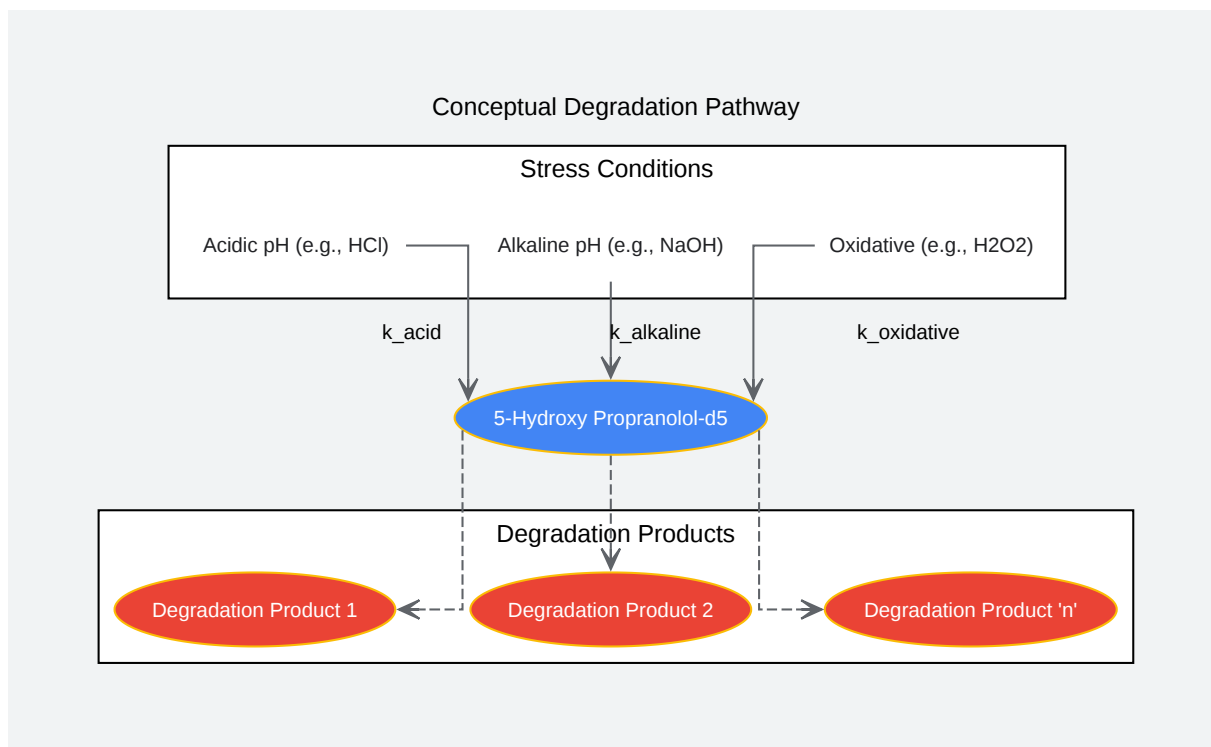 Conceptual Degradation Pathway
Stress Conditions
Acidic pH (e.g., HCl)
Alkaline pH (e.g., NaOH)
Oxidative (e.g., H2O2)
k_acid
k_alkaline
k_oxidative
5-Hydroxy Propranolol-d5
Degradation Products
Degradation Product 1
Degradation Product 2
Degradation Product 'n'